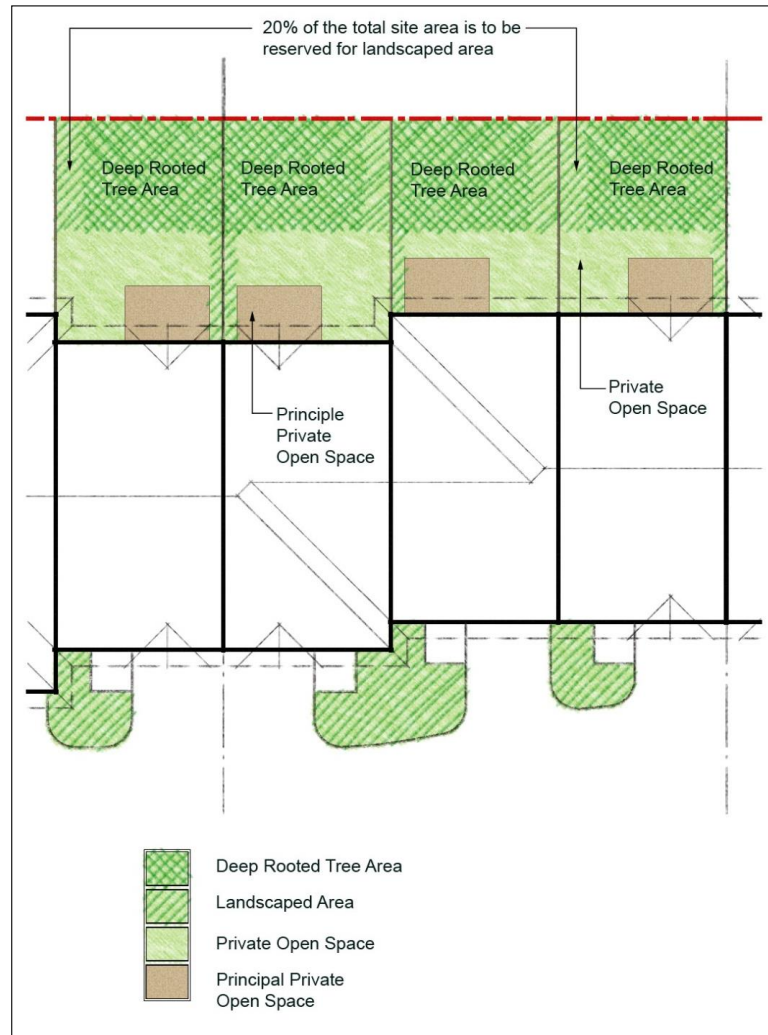 20% of the total site area is to be
reserved for landscaped area
Deep Rooted
Tree Area
Deep Rooted
Tree Area
Deep Rooted
Tree Area
Deep Rooted
Tree Area
Principle
Private
Open Space
Private
Open Space
Deep Rooted Tree Area
Landscaped Area
Private Open Space
Principal Private
Open Space